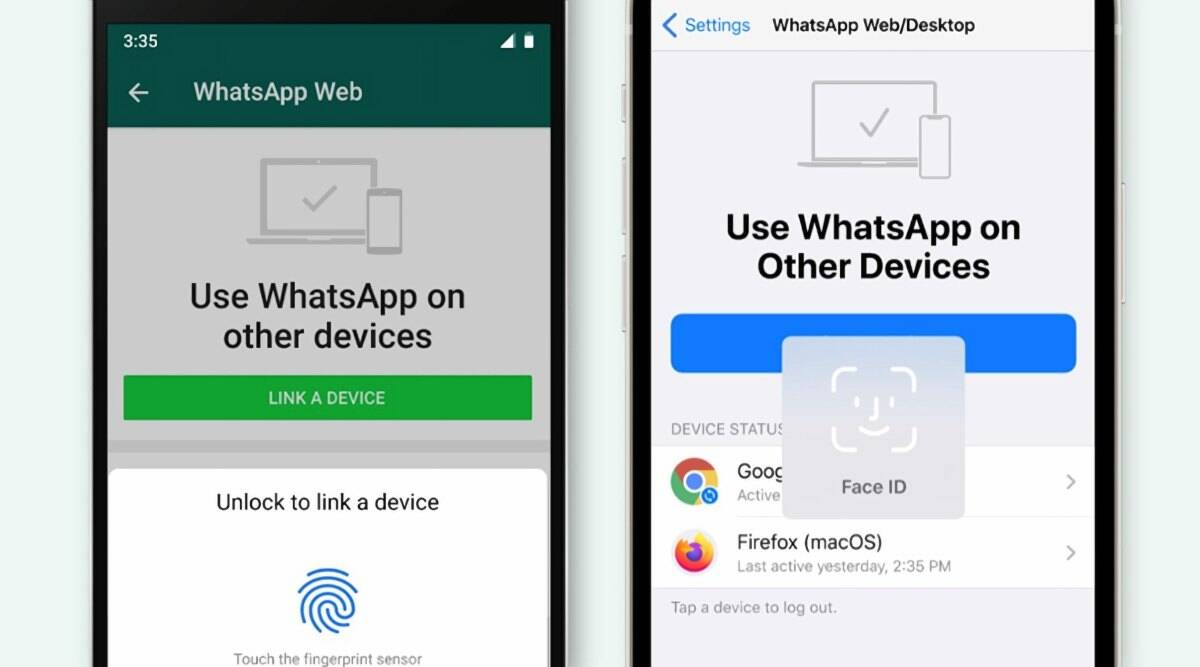 3:35
WhatsApp Web
Use WhatsApp on
other devices
LINK A DEVICE
Unlock to link a device
Touch the fingerprint sensor
Settings WhatsApp Web/Desktop
Use WhatsApp on
Other Devices
DEVICE STATUS
Goog
Active
Face ID
Firefox (macOS)
Last active yesterday, 2:35 PM
Tap a device to log out.